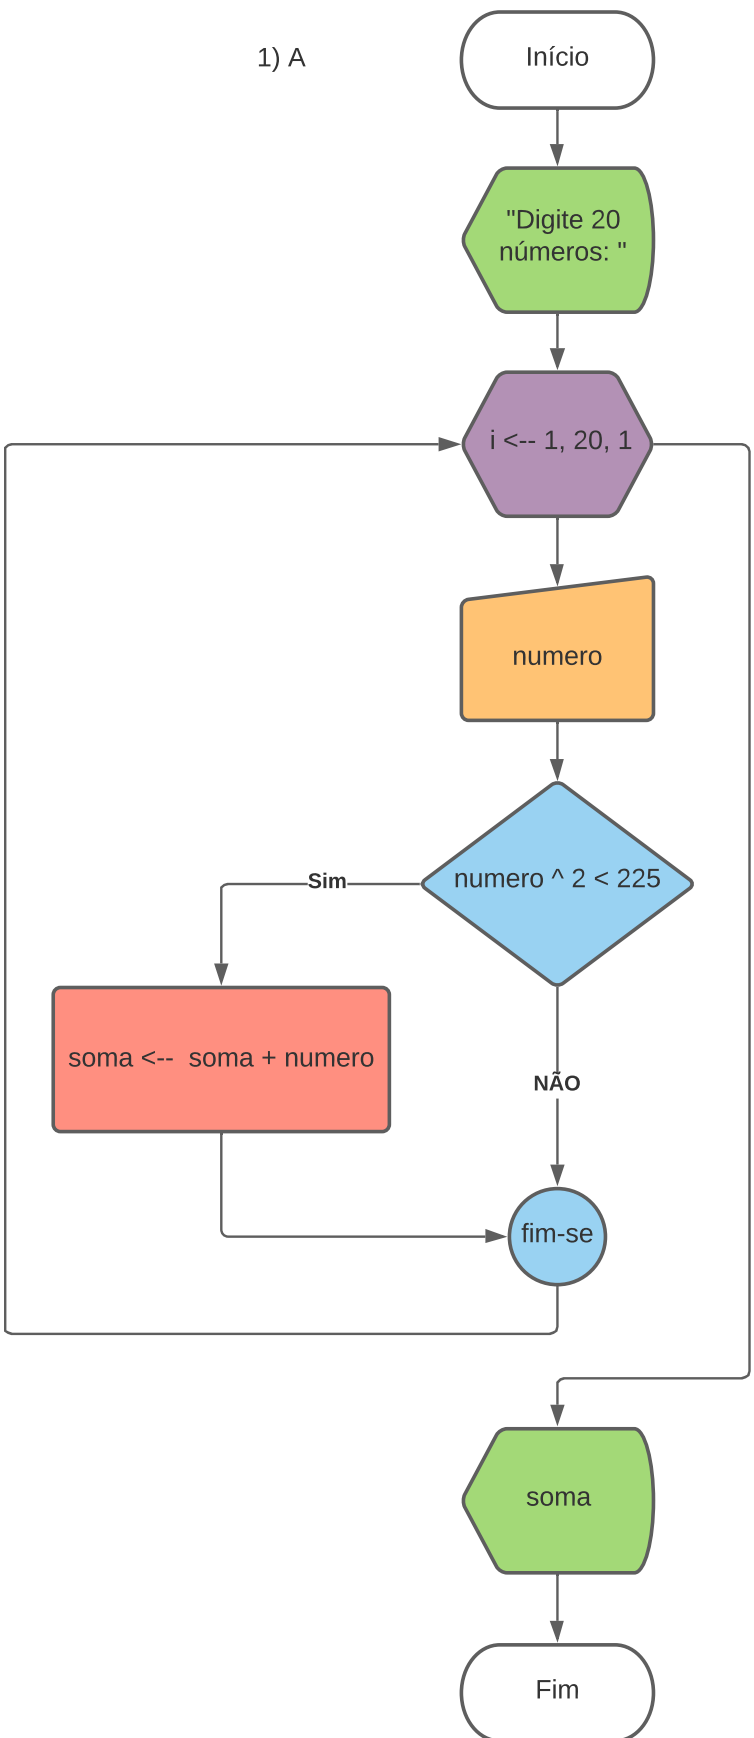 1) A
Início
"Digite 20
números: "
i <-- 1, 20, 1
numero
numero ^ 2 < 225
Sim
soma <--  soma + numero
NÃO
fim-se
soma
Fim